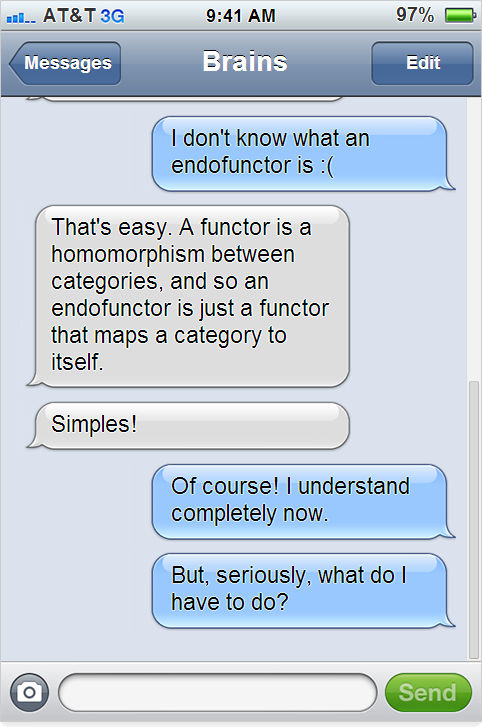 AT&T 3G 9:41 AM 97%
Messages Brains Edit
I don't know what an
endofunctor is :(
That's easy. A functor is a
homomorphism between
categories, and so an
endofunctor is just a functor
that maps a category to
itself.
Simples!
Of course! I understand
completely now.
But, seriously, what do I
have to do?
Send